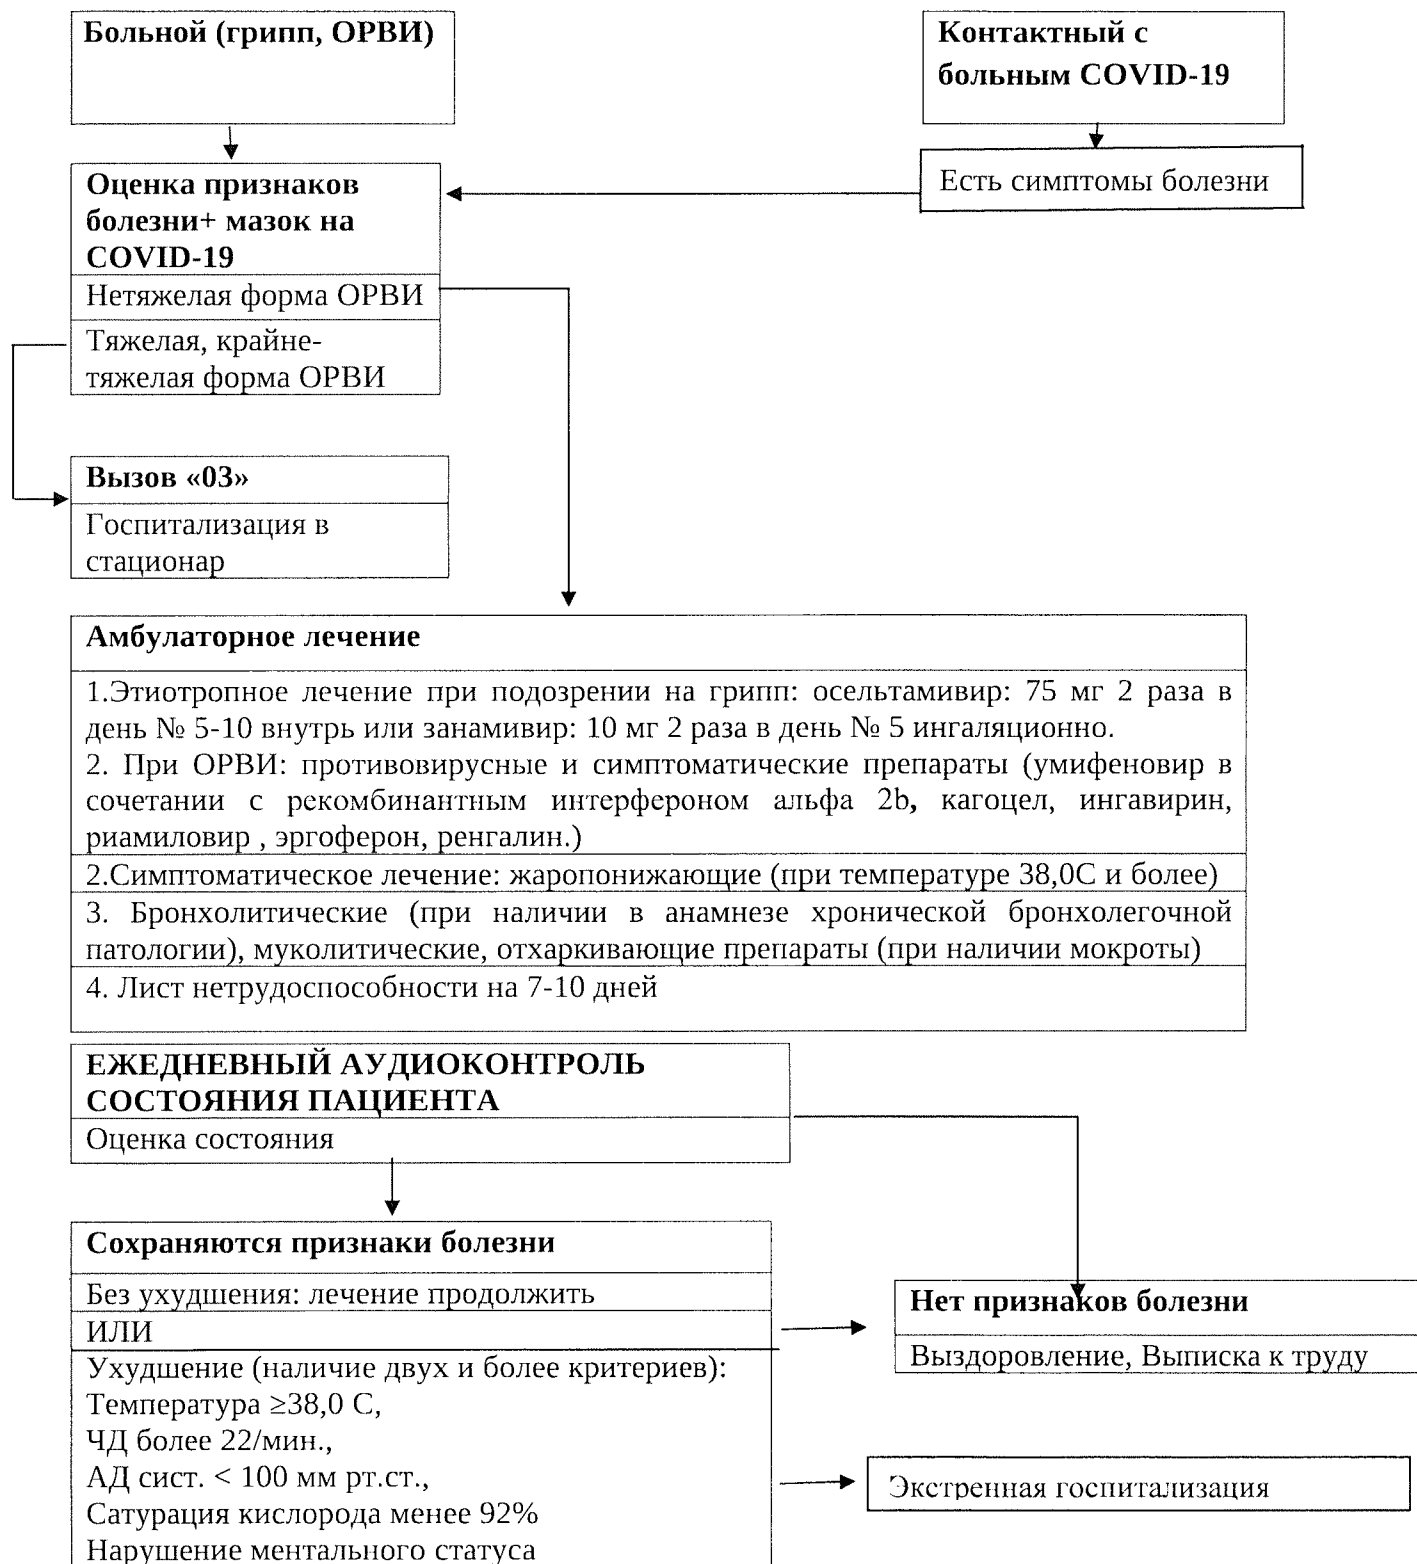 Больной (грипп, ОРВИ)
Контактный с
больным COVID-19
Есть симптомы болезни
Оценка признаков
болезни+ мазок на
COVID-19
Нетяжелая форма ОРВИ
Тяжелая, крайне-
тяжелая форма ОРВИ
Вызов «03»
Госпитализация в
стационар
Амбулаторное лечение
1.Этиотропное лечение при подозрении на грипп: осельтамивир: 75 мг 2 раза в
день № 5-10 внутрь или занамивир: 10 мг 2 раза в день № 5 ингаляционно.
2. При ОРВИ: противовирусные и симптоматические препараты (умифеновир в
сочетании с рекомбинантным интерфероном альфа 2b, кагоцел, ингавирин,
риамиловир , эргоферон, ренгалин.)
2.Симптоматическое лечение: жаропонижающие (при температуре 38,0С и более)
3. Бронхолитические (при наличии в анамнезе хронической бронхолегочной
патологии), муколитические, отхаркивающие препараты (при наличии мокроты)
4. Лист нетрудоспособности на 7-10 дней
ЕЖЕДНЕВНЫЙ АУДИОКОНТРОЛЬ
СОСТОЯНИЯ ПАЦИЕНТА
Оценка состояния
Сохраняются признаки болезни
Без ухудшения: лечение продолжить
ИЛИ
Ухудшение (наличие двух и более критериев):
Температура ≥38,0 С,
ЧД более 22/мин.,
АД сист. < 100 мм рт.ст.,
Сатурация кислорода менее 92%
Нарушение ментального статуса
Нет признаков болезни
Выздоровление, Выписка к труду
Экстренная госпитализация